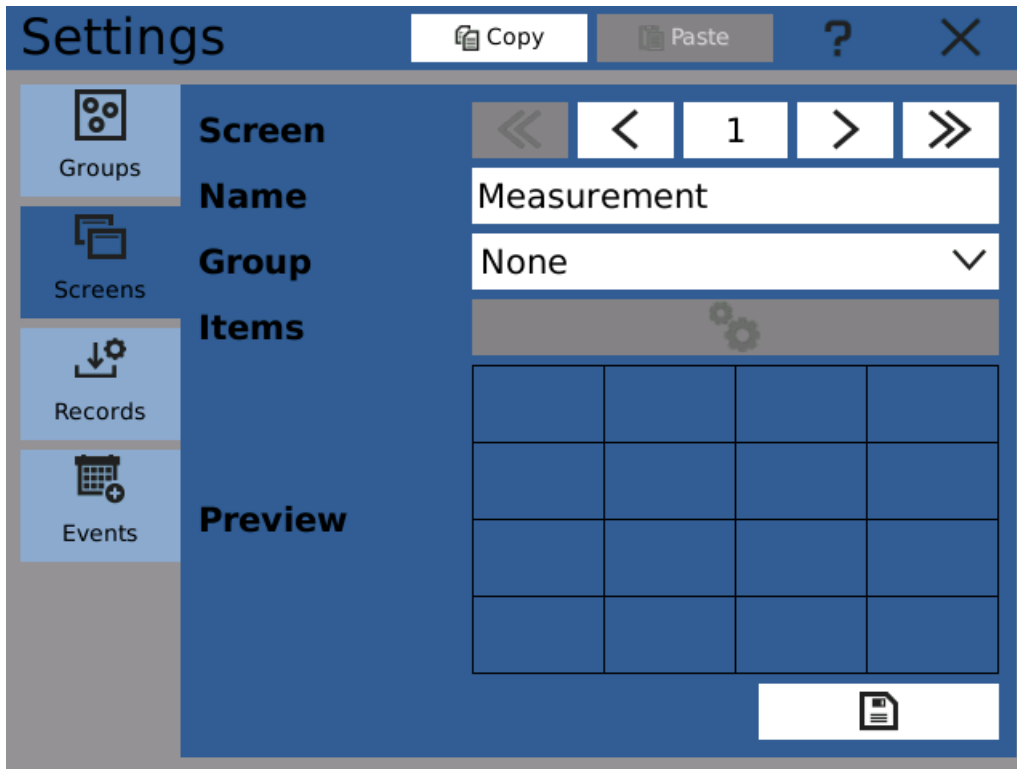 Settings
Copy
Paste
?
Groups
Screens
Records
Events
Screen
1
Name
Measurement
Group
None
Items
Preview